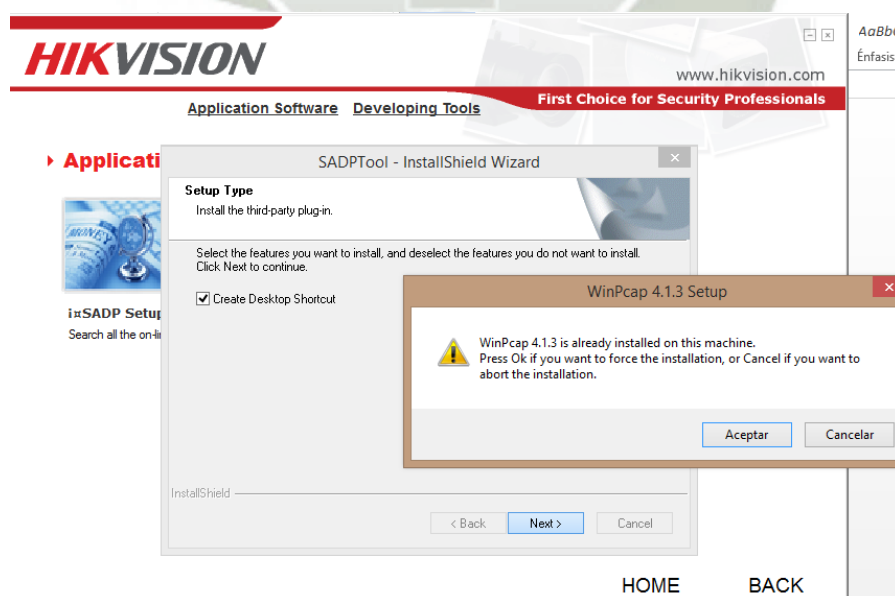 HIKVISION
www.hikvision.com
First Choice for Security Professionals
Application Software Developing Tools
AaBb
Énfasis
Applicati
SADPTool - InstallShield Wizard
Setup Type
Install the third-party plug-in.
Select the features you want to install, and deselect the features you do not want to install.
Click Next to continue.
Create Desktop Shortcut
MONEY
i¤SADP Setup
Search all the on-li
WinPcap 4.1.3 Setup
WinPcap 4.1.3 is already installed on this machine.
Press Ok if you want to force the installation, or Cancel if you want to
abort the installation.
Aceptar Cancelar
InstallShield
< Back Next > Cancel
HOME BACK